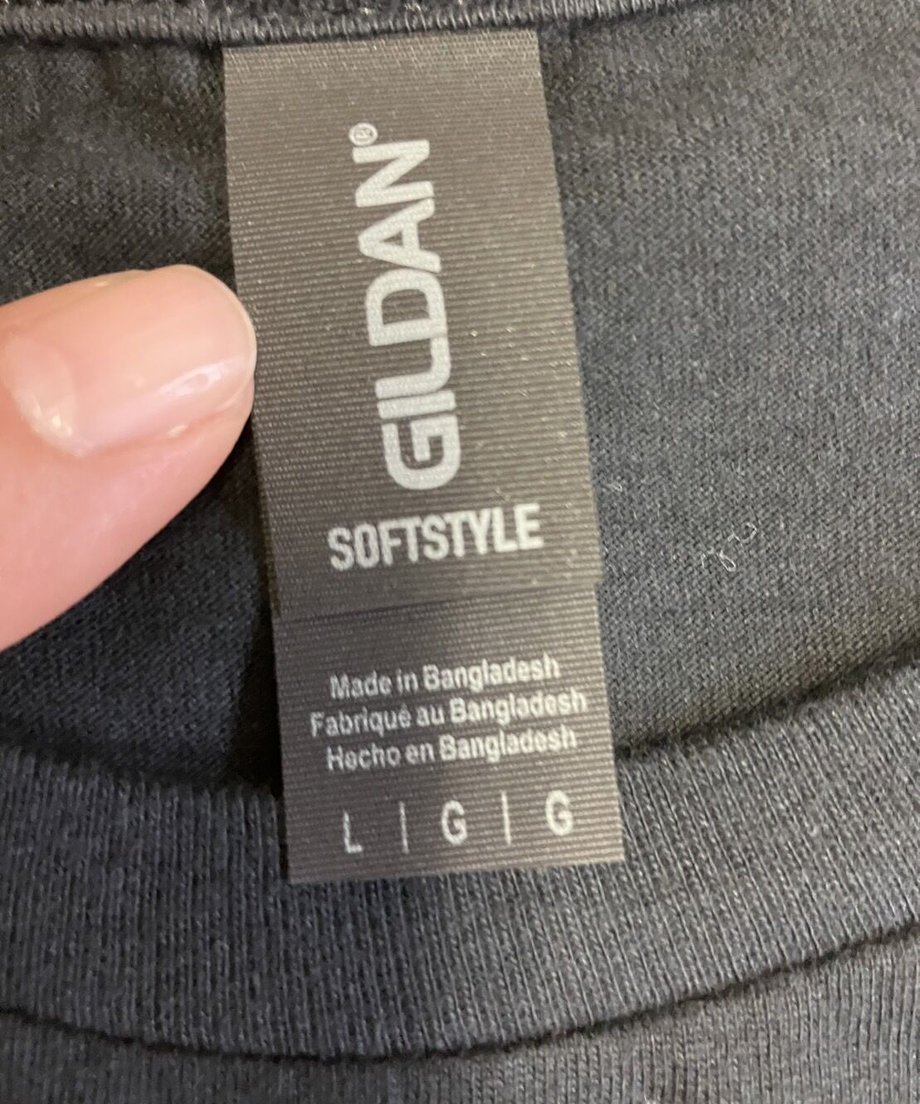 GILDAN®
SOFTSTYLE
Made in Bangladesh
Fabriqué au Bangladesh
Hecho en Bangladesh
L | G | G